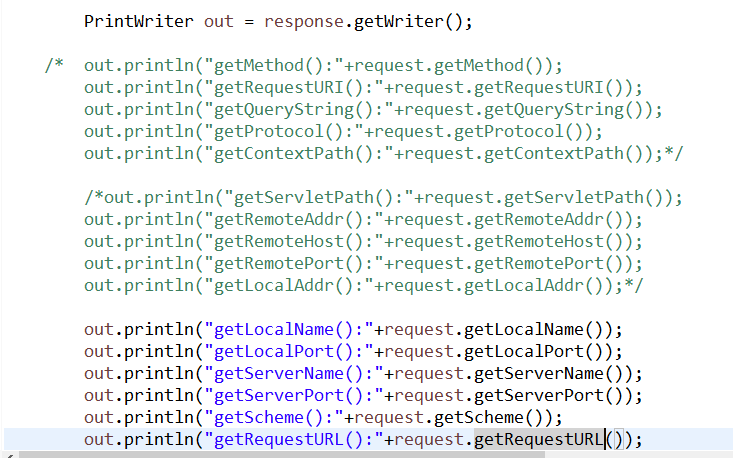 PrintWriter out = response.getWriter();
/* out.println("getMethod():"+request.getMethod());
out.println("getRequestURI():"+request.getRequestURI());
out.println("getQueryString():"+request.getQueryString());
out.println("getProtocol():"+request.getProtocol());
out.println("getContextPath():"+request.getContextPath());*/
/*out.println("getServletPath():"+request.getServletPath());
out.println("getRemoteAddr():"+request.getRemoteAddr());
out.println("getRemoteHost():"+request.getRemoteHost());
out.println("getRemotePort():"+request.getRemotePort());
out.println("getLocalAddr():"+request.getLocalAddr());*/
out.println("getLocalName():"+request.getLocalName());
out.println("getLocalPort():"+request.getLocalPort());
out.println("getServerName():"+request.getServerName());
out.println("getServerPort():"+request.getServerPort());
out.println("getScheme():"+request.getScheme());
out.println("getRequestURL():"+request.getRequestURL());